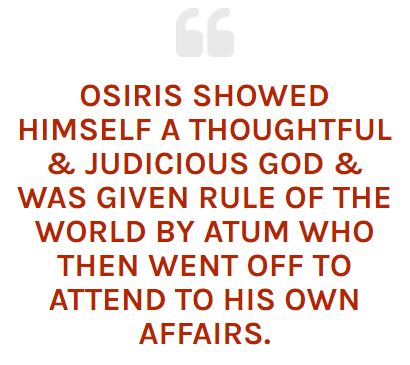 OSIRIS SHOWED
HIMSELF A THOUGHTFUL
& JUDICIOUS GOD &
WAS GIVEN RULE OF THE
WORLD BY ATUM WHO
THEN WENT OFF TO
ATTEND TO HIS OWN
AFFAIRS.